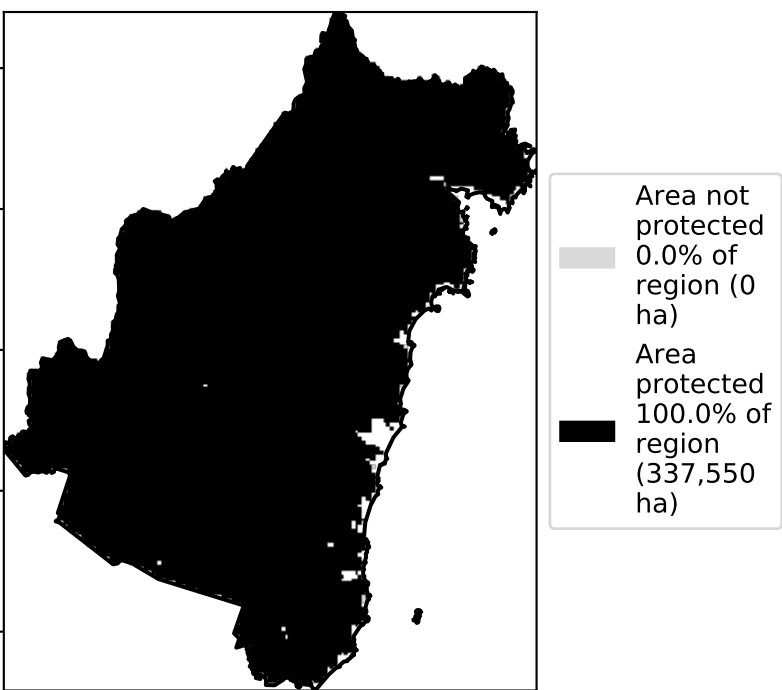 Area not
protected
0.0% of
region (0
ha)
Area
protected
100.0% of
region
(337,550
ha)